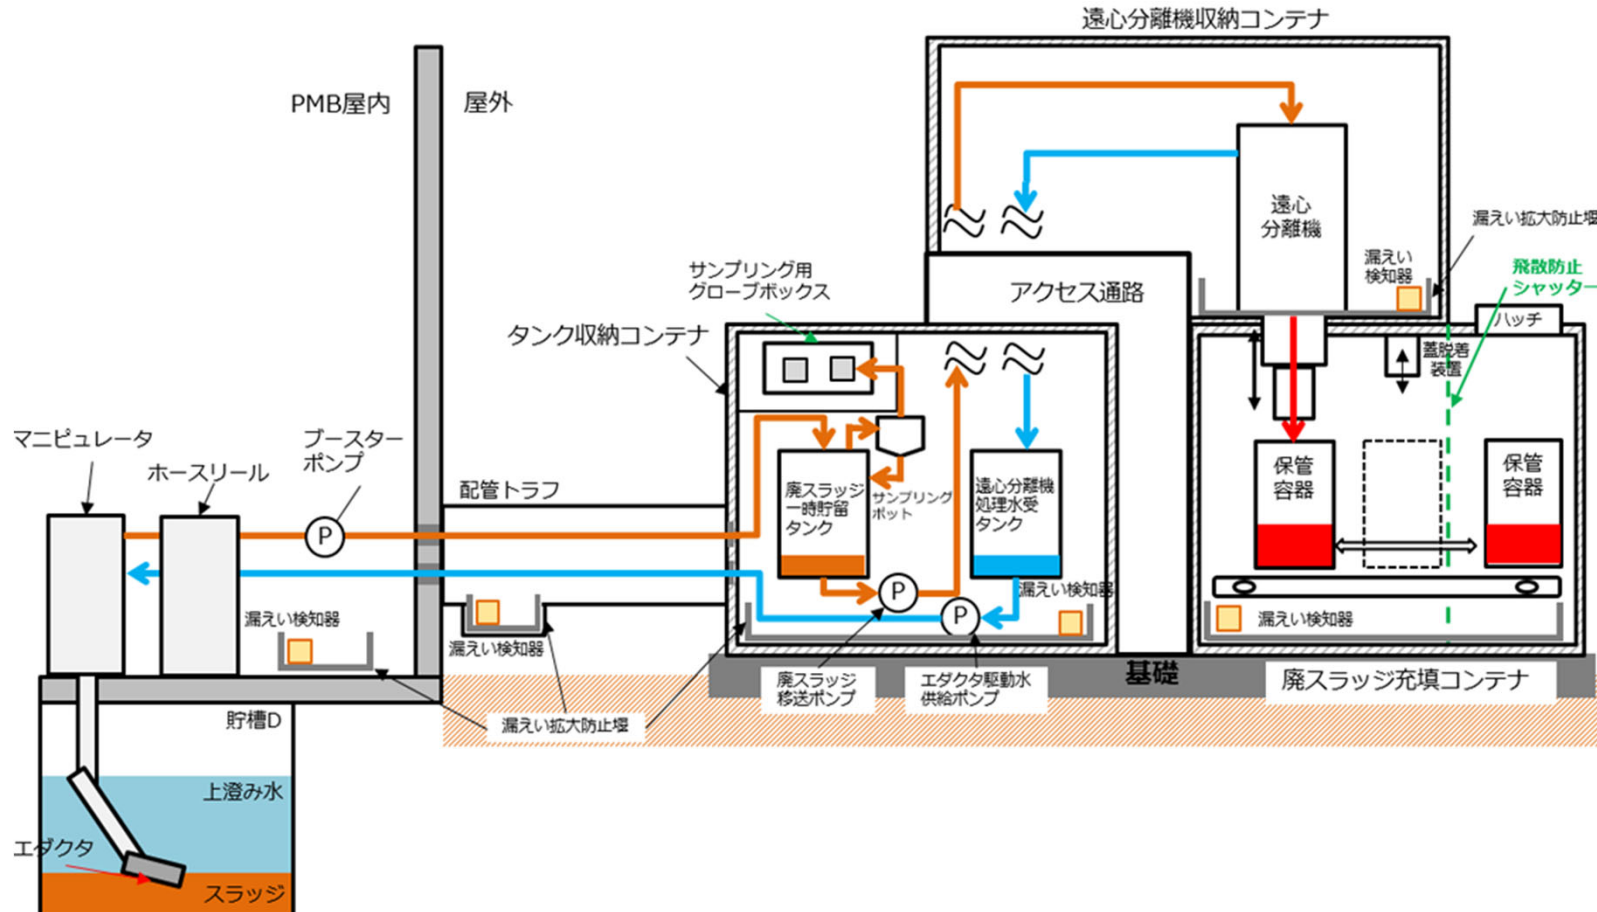 遠心分離機収納コンテナ
PMB屋内
屋外
遠心
分離機
漏えい拡大防止堰
漏えい
検知器
飛散防止
シャッター
サンプリング用
グローブボックス
アクセス通路
ハッチ
タンク収納コンテナ
蓋脱着
装置
マニピュレータ
ホースリール
ブースター
ポンプ
P
配管トラフ
廃スラッジ
一時貯留
タンク
サンプリング
ポット
遠心分離機
処理水受
タンク
保管
容器
保管
容器
P
P
漏えい検知器
漏えい検知器
漏えい検知器
漏えい検知器
廃スラッジ
移送ポンプ
エダクタ駆動水
供給ポンプ
基礎
廃スラッジ充填コンテナ
漏えい拡大防止堰
貯槽D
上澄み水
エダクタ
スラッジ